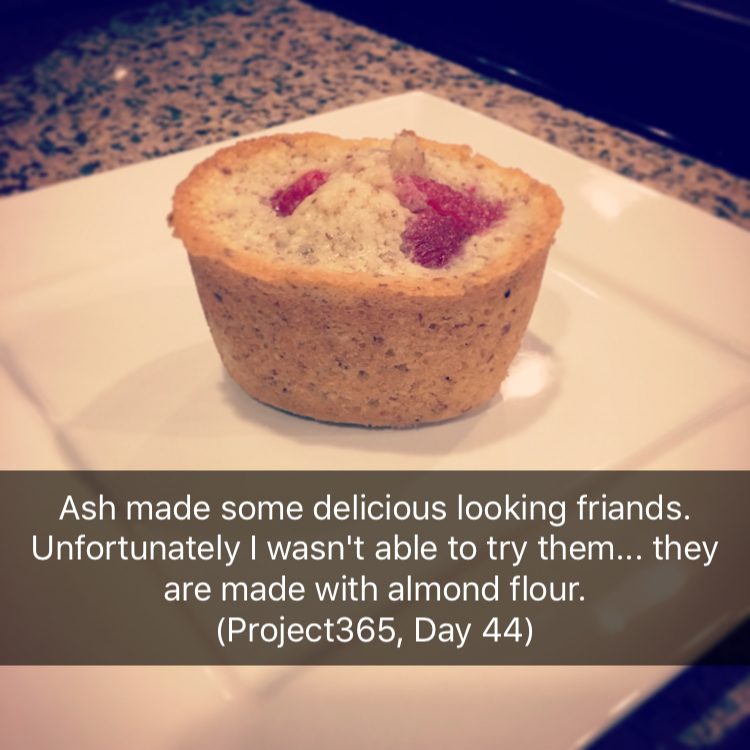 Ash made some delicious looking friands.
Unfortunately I wasn't able to try them... they
are made with almond flour.
(Project365, Day 44)